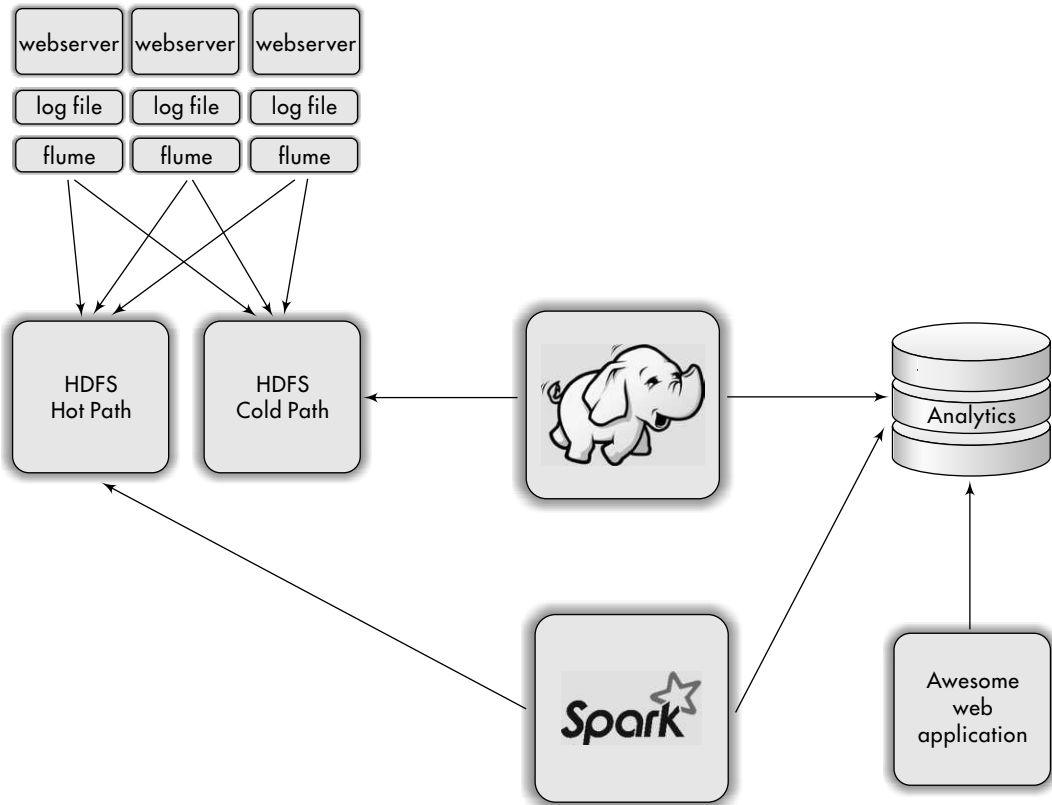 webserver webserver webserver
log file log file log file
flume flume flume
HDFS
Hot Path
HDFS
Cold Path
Analytics
Spark
Awesome
web
application